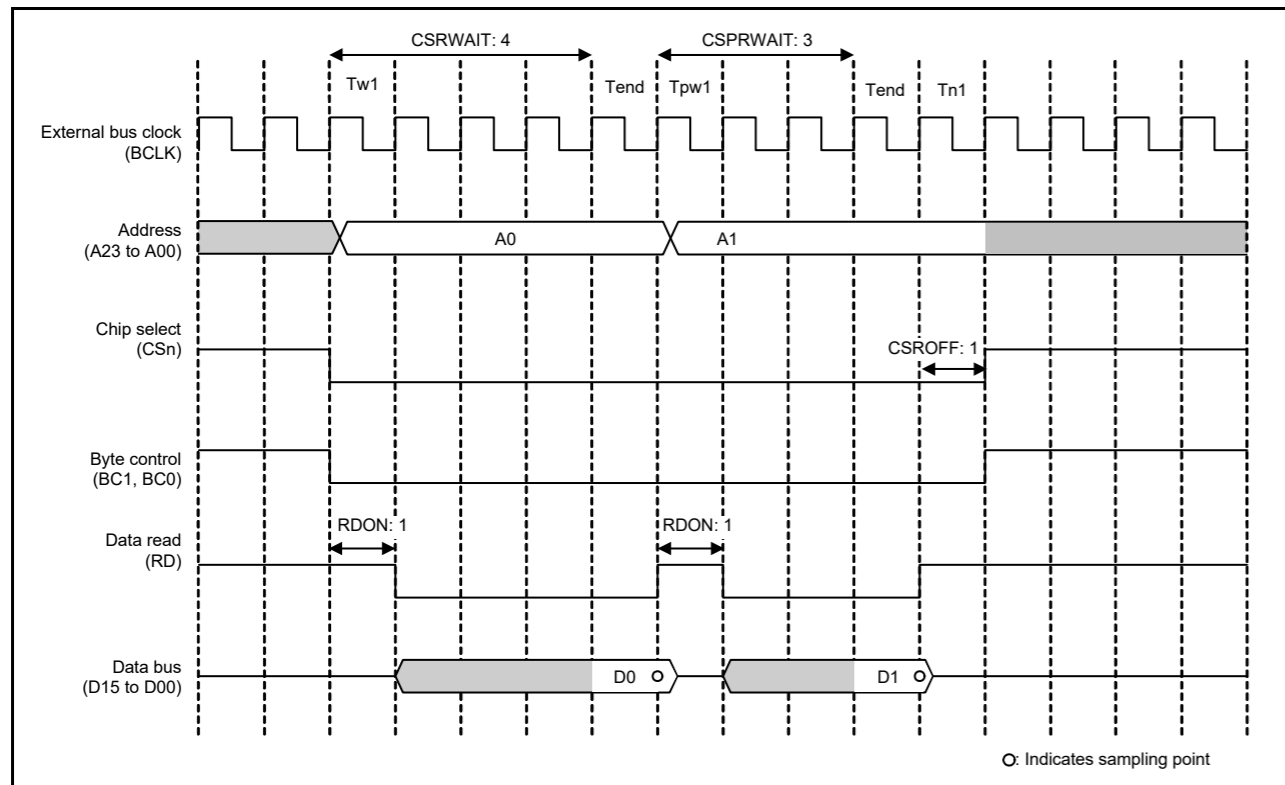 CSRWAIT: 4
CSPRWAIT: 3
Tw1
Tend
Tpw1
Tend
Tn1
External bus clock
(BCLK)
Address
(A23 to A00)
A0
A1
Chip select
(CSn)
CSROFF: 1
Byte control
(BC1, BC0)
RDON: 1
RDON: 1
Data read
(RD)
Data bus
(D15 to D00)
D0
D1
O: Indicates sampling point